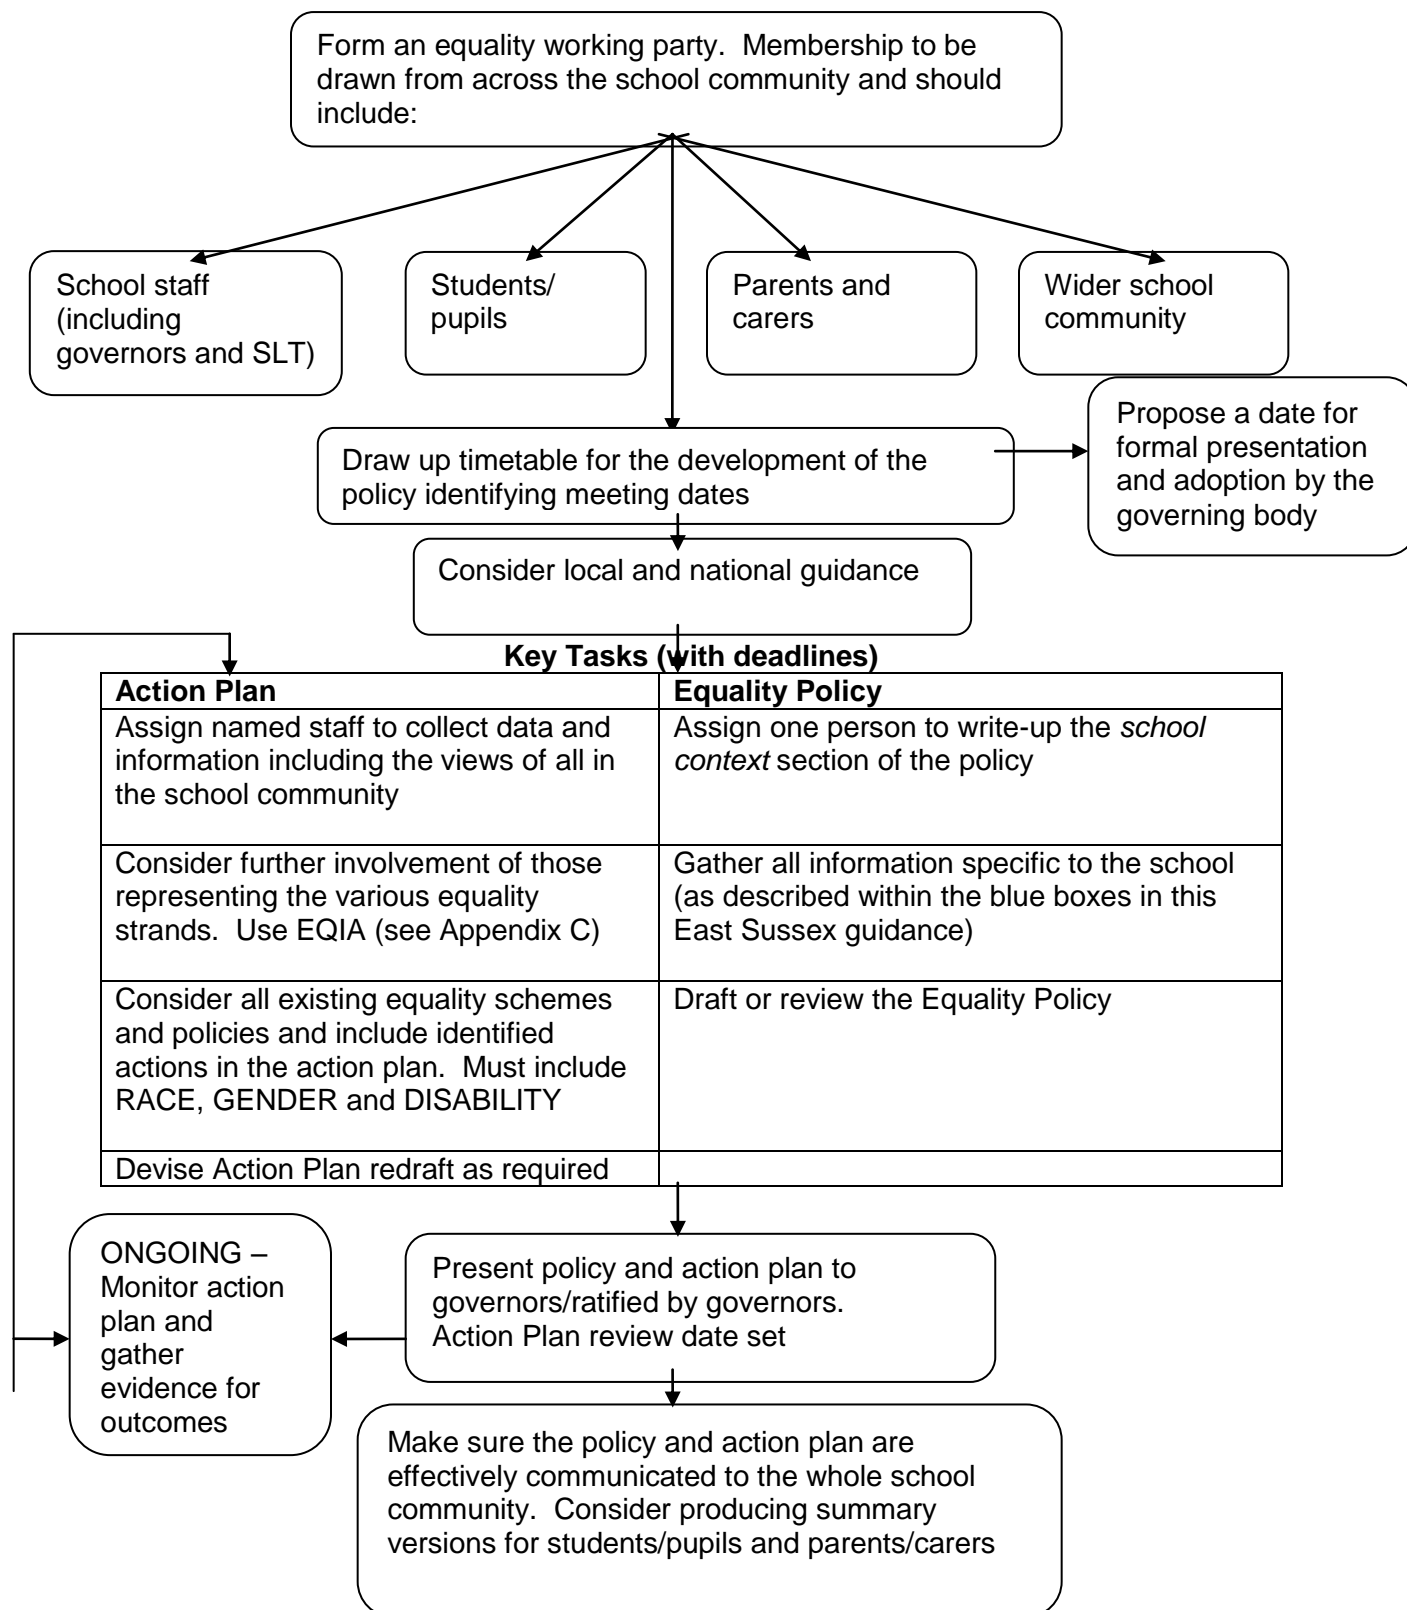 Form an equality working party.  Membership to be
drawn from across the school community and should
include:
School staff
(including
governors and SLT)
Students/
pupils
Parents and
carers
Wider school
community
Draw up timetable for the development of the
policy identifying meeting dates
Propose a date for
formal presentation
and adoption by the
governing body
Consider local and national guidance
Key Tasks (with deadlines)
Action Plan
Equality Policy
Assign named staff to collect data and
information including the views of all in
the school community
Assign one person to write-up the school
context section of the policy
Consider further involvement of those
representing the various equality
strands.  Use EQIA (see Appendix C)
Gather all information specific to the school
(as described within the blue boxes in this
East Sussex guidance)
Consider all existing equality schemes
and policies and include identified
actions in the action plan.  Must include
RACE, GENDER and DISABILITY
Draft or review the Equality Policy
Devise Action Plan redraft as required
ONGOING –
Monitor action
plan and
gather
evidence for
outcomes
Present policy and action plan to
governors/ratified by governors.
Action Plan review date set
Make sure the policy and action plan are
effectively communicated to the whole school
community.  Consider producing summary
versions for students/pupils and parents/carers